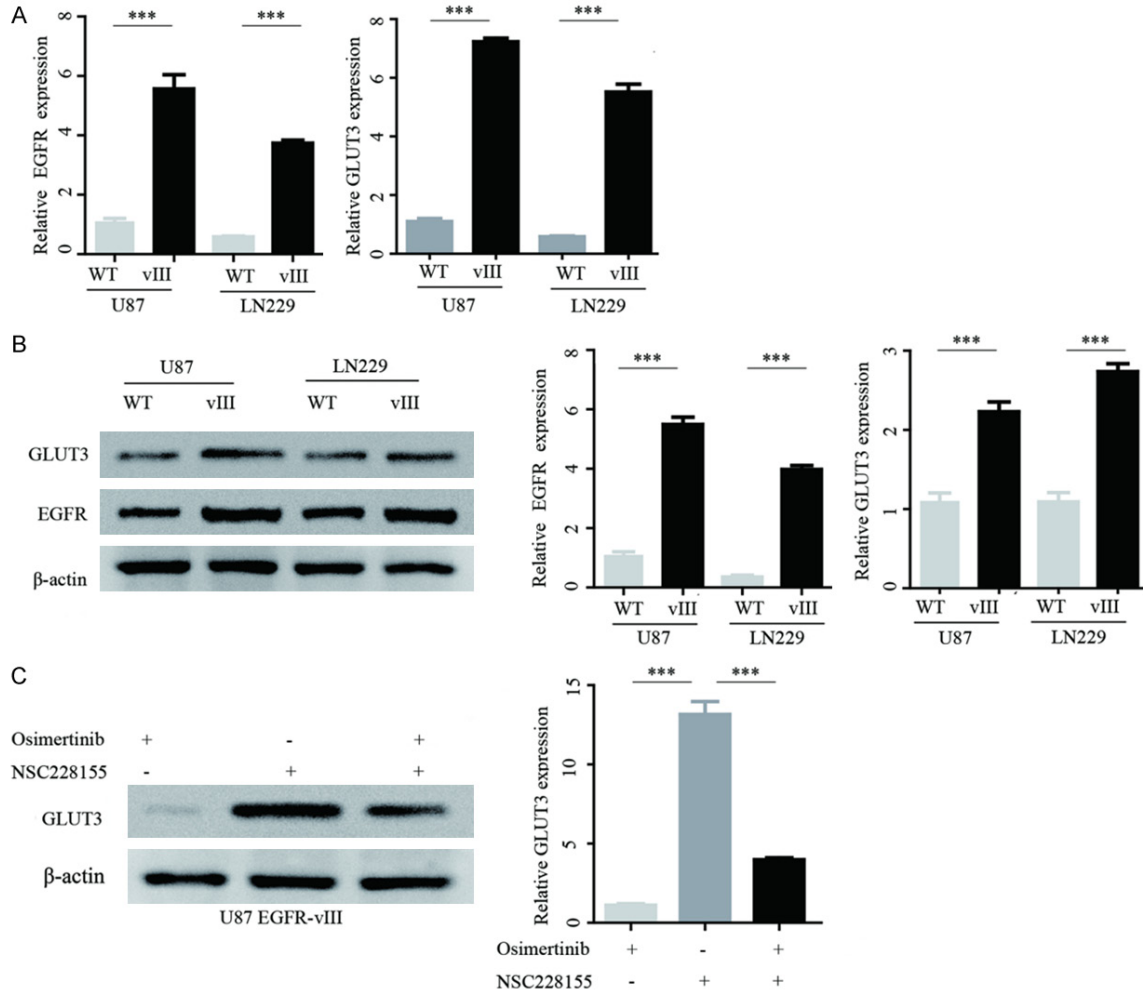 A
Relative EGFR expression
8
6
4
2
0
***
***
WT vIII WT vIII
U87 LN229
Relative GLUT3 expression
8
6
4
2
0
***
***
WT vIII WT vIII
U87 LN229
B
U87 LN229
WT vIII WT vIII
GLUT3
EGFR
β-actin
Relative EGFR expression
8
6
4
2
0
***
***
WT vIII WT vIII
U87 LN229
Relative GLUT3 expression
3
2
1
0
***
***
WT vIII WT vIII
U87 LN229
C
Osimertinib + - +
NSC228155 - + +
GLUT3
β-actin
U87 EGFR-vIII
Relative GLUT3 expression
15
10
5
0
***
***
Osimertinib + - +
NSC228155 - + +